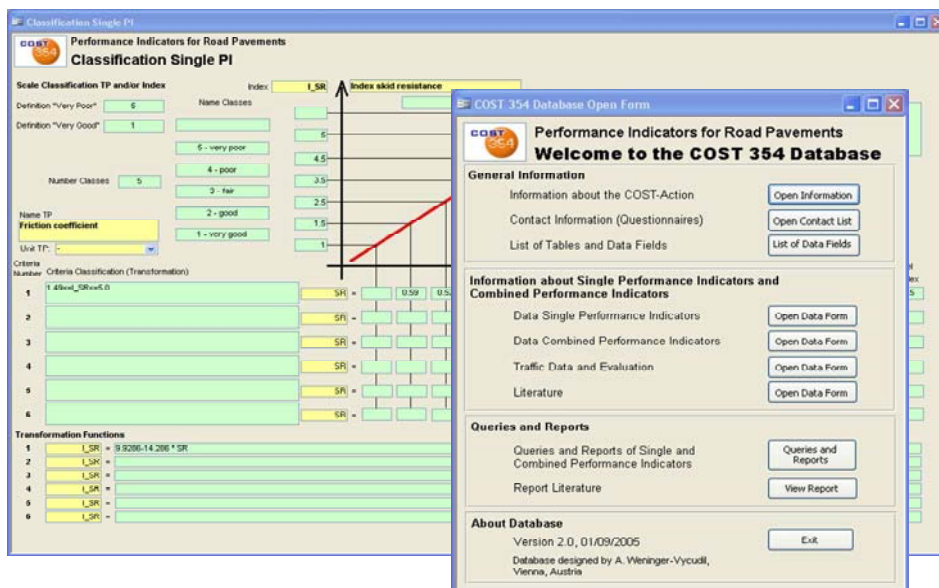 Classification Single PI
COST
354
Performance Indicators for Road Pavements
Classification Single PI
Scale Classification TP and/or Index
Index
I_SR
Index skid resistance
Definition "Very Poor"
Name Classes
Definition "Very Good"
1
5
5 - very poor
4.5
4 - poor
Number Classes
5
3.5
3 - fair
2.5
2 - good
Name TP
Friction coefficient
1.5
1 - very good
Unit TP: -
1
Criteria
Number
Criteria Classification (Transformation)
1
SR =
0.59
2
SR =
3
SR =
4
SR =
5
SR =
6
SR =
Transformation Functions
1
I_SR = 9.9286-14.286 * SR
2
I_SR =
3
I_SR =
4
I_SR =
5
I_SR =
6
I_SR =
COST 354 Database Open Form
COST
354
Performance Indicators for Road Pavements
Welcome to the COST 354 Database
General Information
Information about the COST-Action
Open Information
Contact Information (Questionnaires)
Open Contact List
List of Tables and Data Fields
List of Data Fields
Information about Single Performance Indicators and
Combined Performance Indicators
Data Single Performance Indicators
Open Data Form
Data Combined Performance Indicators
Open Data Form
Traffic Data and Evaluation
Open Data Form
Literature
Open Data Form
Queries and Reports
Queries and Reports of Single and
Combined Performance Indicators
Queries and
Reports
Report Literature
View Report
About Database
Version 2.0, 01/09/2005
Exit
Database designed by A. Weninger-Vycudil,
Vienna, Austria